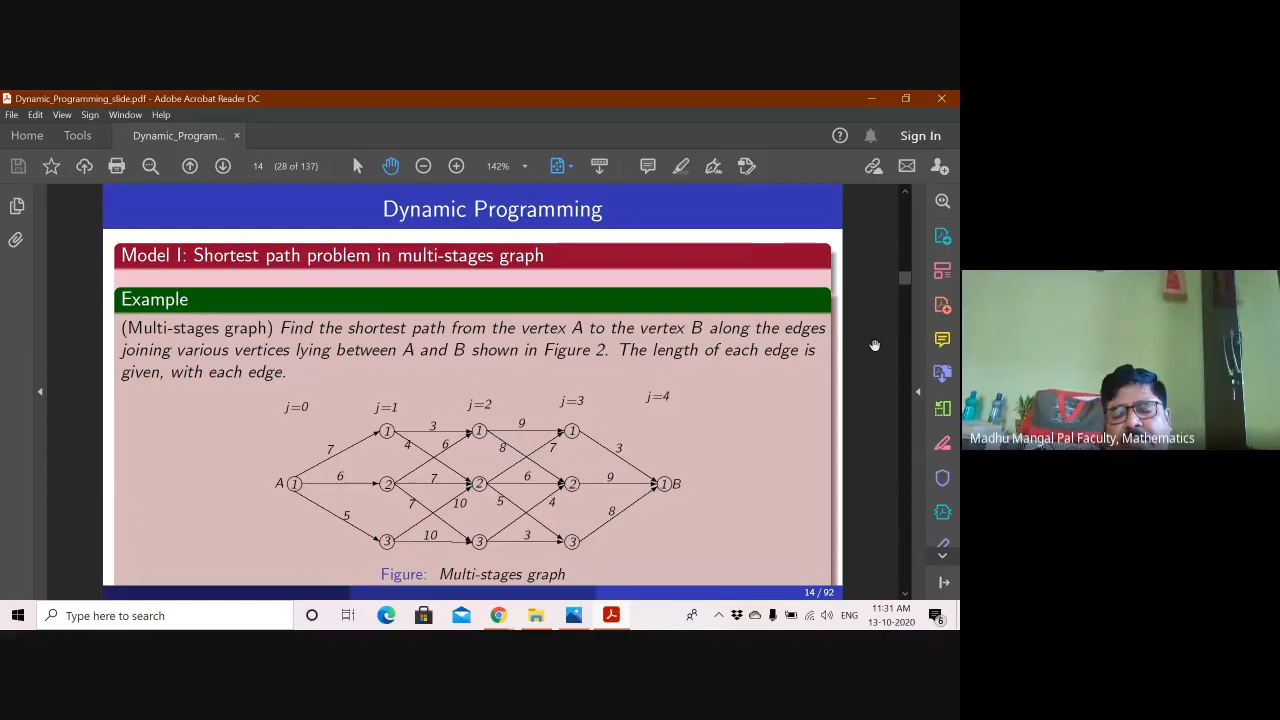 Dynamic_Programming_slide.pdf - Adobe Acrobat Reader DC
File Edit View Sign Window Help
Home Tools Dynamic_Program... × Sign In
14 (28 of 137) 142%
Dynamic Programming
Model I: Shortest path problem in multi-stages graph
Example
(Multi-stages graph) Find the shortest path from the vertex A to the vertex B along the edges
joining various vertices lying between A and B shown in Figure 2. The length of each edge is
given, with each edge.
j=0 j=1 j=2 j=3 j=4
1 3 1 9 1
7 4 6 8 7 3
A 1 6 2 7 2 6 2 9 1 B
5 7 10 5 4 8
3 10 3 3 3
Figure: Multi-stages graph
14 / 92
Madhu Mangal Pal Faculty, Mathematics
Type here to search
ENG
11:31 AM
13-10-2020
6